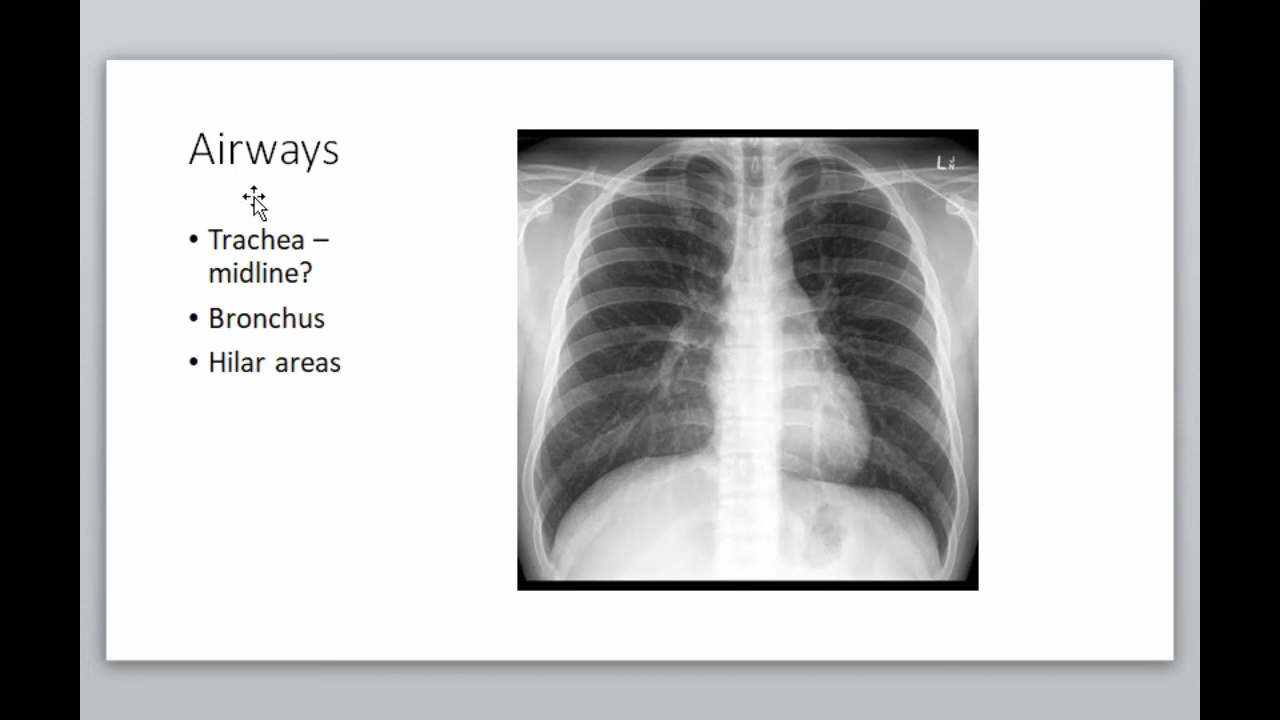 Airways
• Trachea –
midline?
• Bronchus
• Hilar areas
L